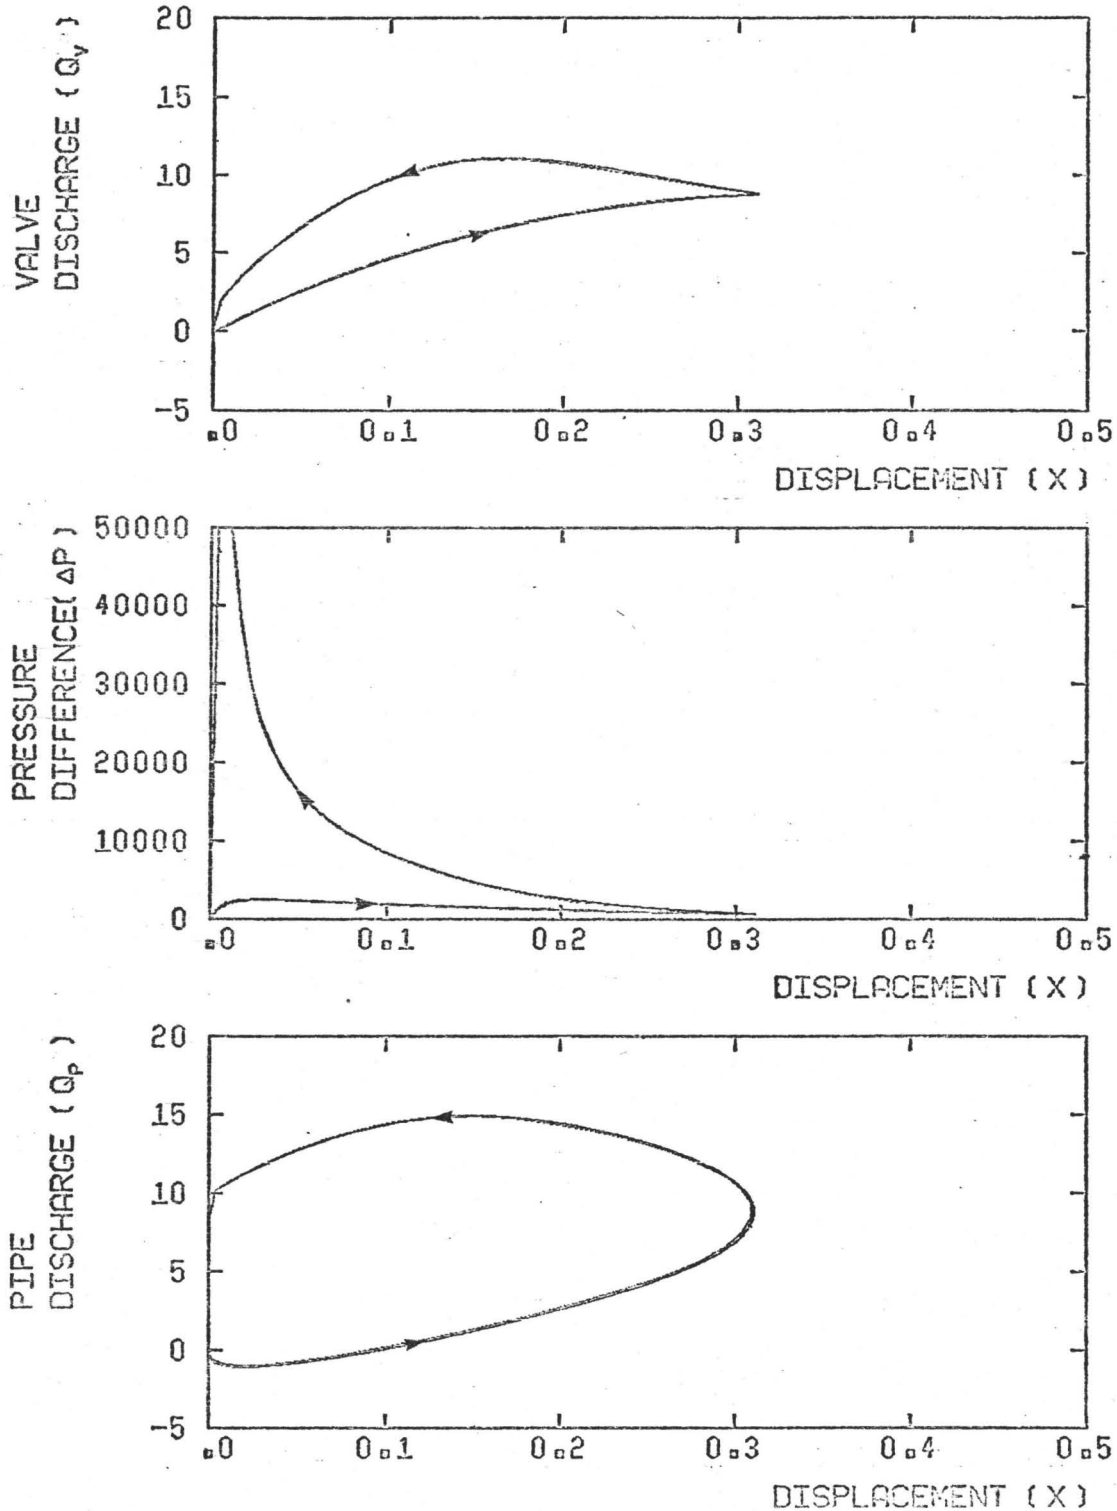 VALVE
DISCHARGE (Qv)
20
15
10
5
0
-5
.0 0.1 0.2 0.3 0.4 0.5
DISPLACEMENT (X)
PRESSURE
DIFFERENCE(ΔP)
50000
40000
30000
20000
10000
0
.0 0.1 0.2 0.3 0.4 0.5
DISPLACEMENT (X)
PIPE
DISCHARGE (Qp)
20
15
10
5
0
-5
.0 0.1 0.2 0.3 0.4 0.5
DISPLACEMENT (X)